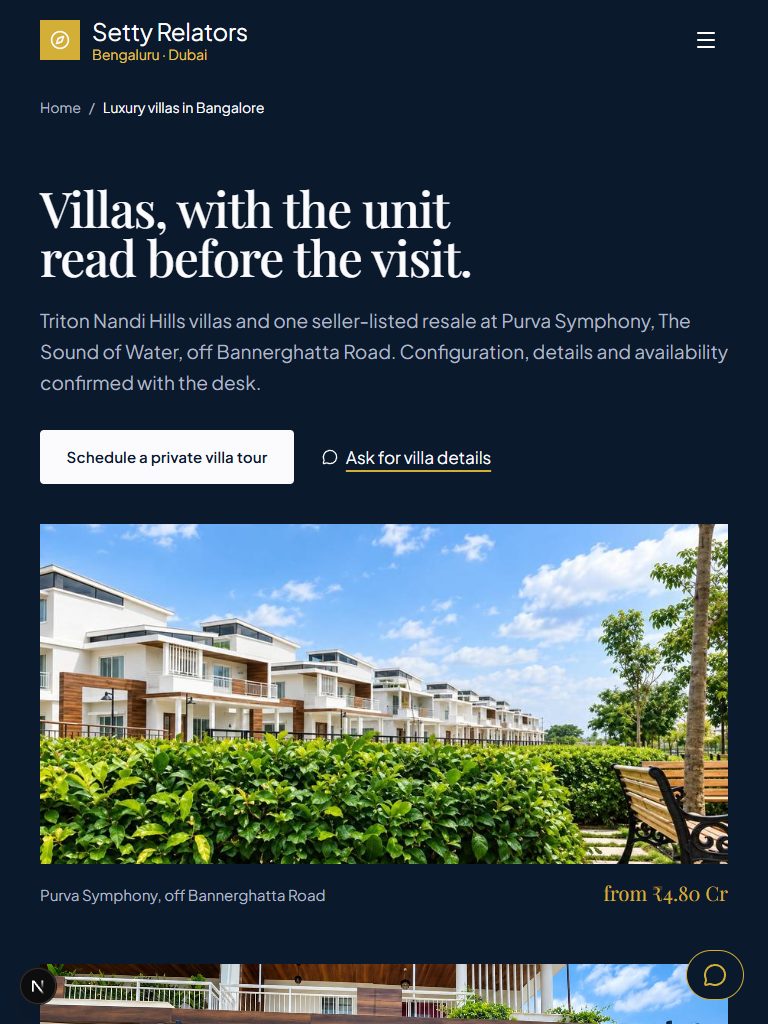 Setty Relators
Bengaluru · Dubai
Home / Luxury villas in Bangalore
Villas, with the unit
read before the visit.
Triton Nandi Hills villas and one seller-listed resale at Purva Symphony, The
Sound of Water, off Bannerghatta Road. Configuration, details and availability
confirmed with the desk.
Schedule a private villa tour
Ask for villa details
Purva Symphony, off Bannerghatta Road
from ₹4.80 Cr
N